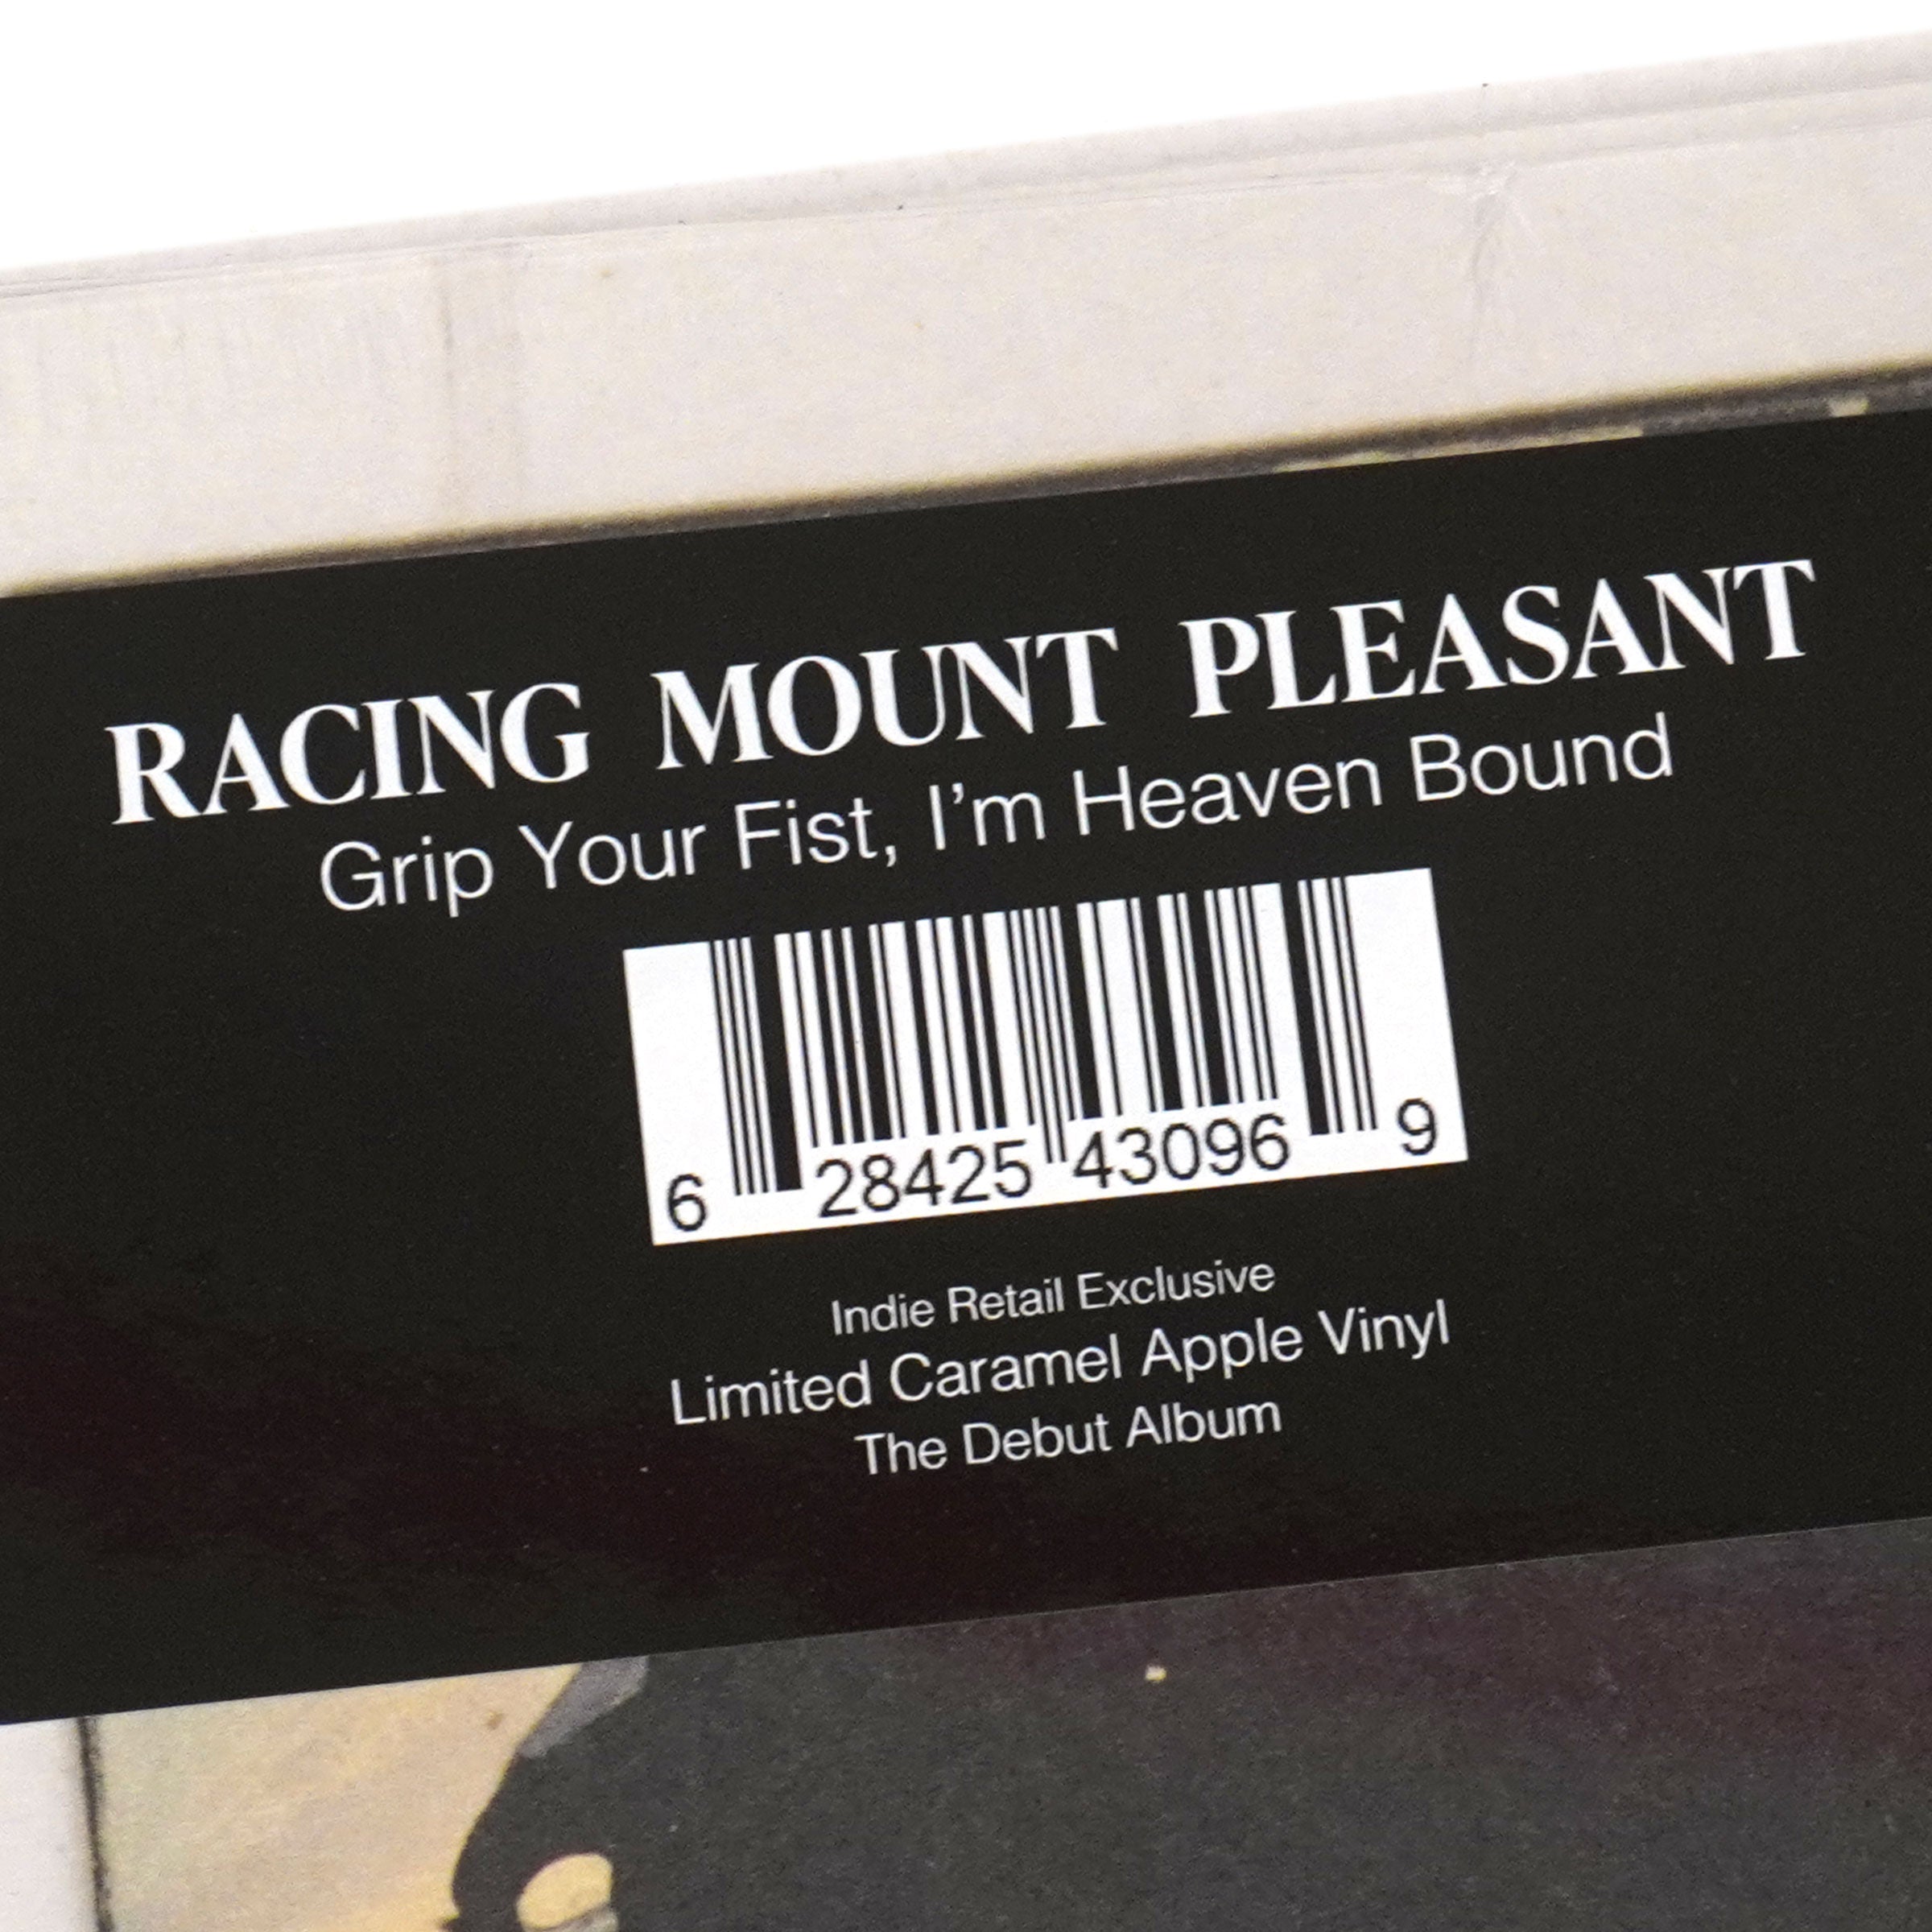 RACING MOUNT PLEASANT
Grip Your Fist, I'm Heaven Bound
6 28425 43096 9
Indie Retail Exclusive
Limited Caramel Apple Vinyl
The Debut Album